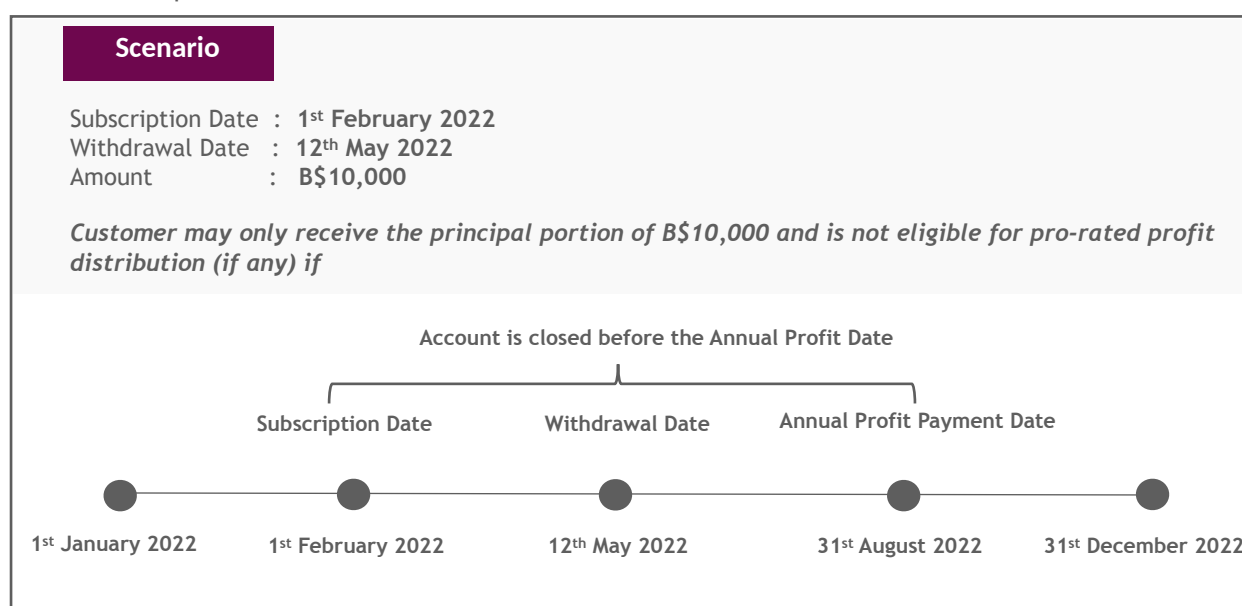 Scenario
Subscription Date : 1st February 2022
Withdrawal Date : 12th May 2022
Amount : B$10,000
Customer may only receive the principal portion of B$10,000 and is not eligible for pro-rated profit
distribution (if any) if
Account is closed before the Annual Profit Date
Subscription Date Withdrawal Date Annual Profit Payment Date
1st January 2022 1st February 2022 12th May 2022 31st August 2022 31st December 2022